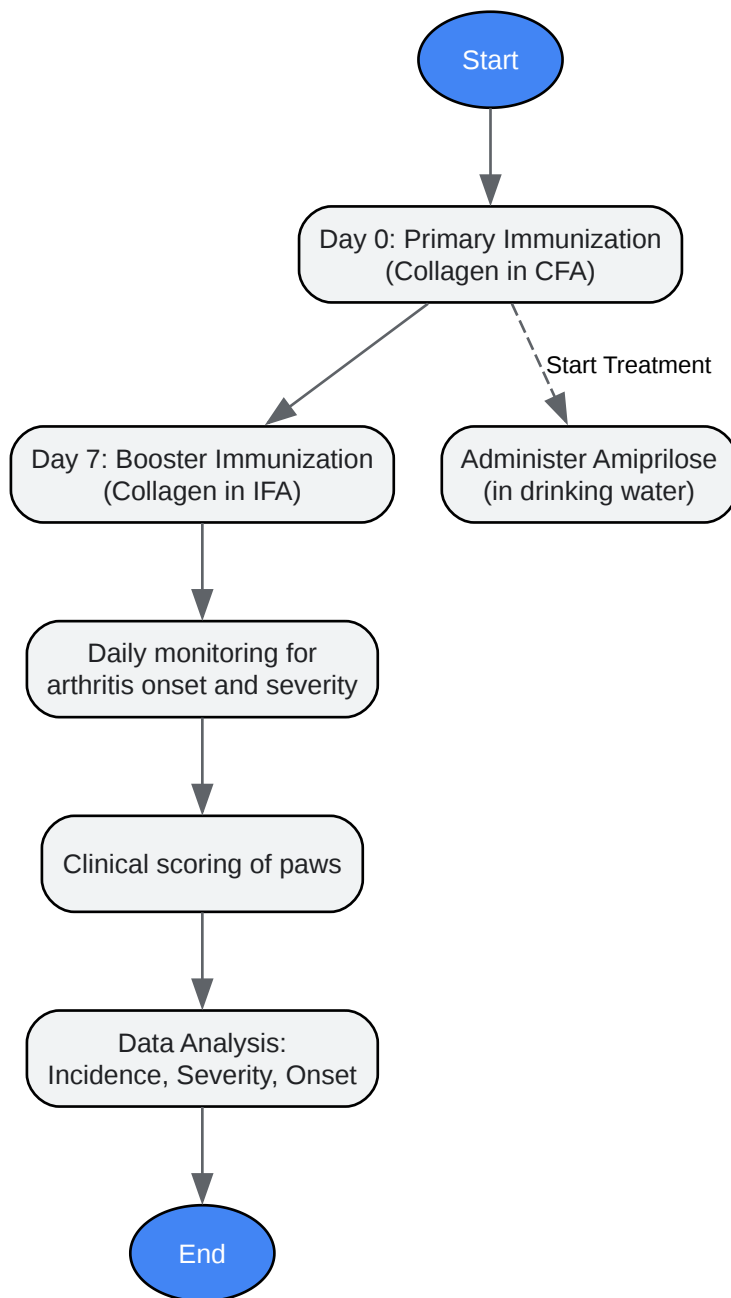 Start
Day 0: Primary Immunization
(Collagen in CFA)
Start Treatment
Day 7: Booster Immunization
(Collagen in IFA)
Administer Amiprilose
(in drinking water)
Daily monitoring for
arthritis onset and severity
Clinical scoring of paws
Data Analysis:
Incidence, Severity, Onset
End